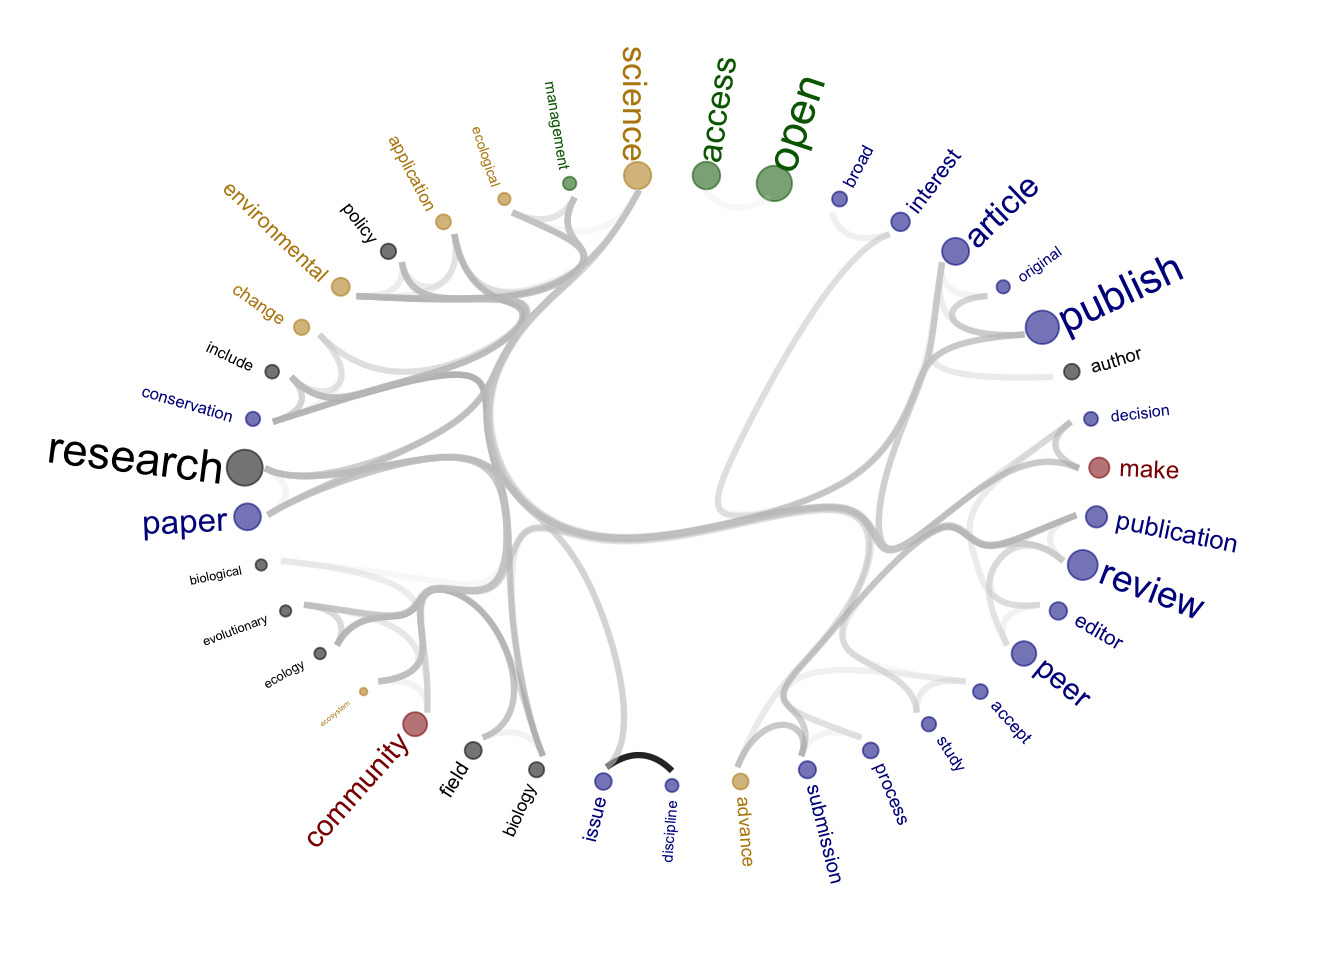 science
access
open
broad
interest
article
original
publish
author
decision
make
publication
review
editor
peer
accept
study
process
submission
advance
discipline
issue
biology
field
community
ecosystem
ecology
evolutionary
biological
paper
research
conservation
include
change
environmental
policy
application
ecological
management